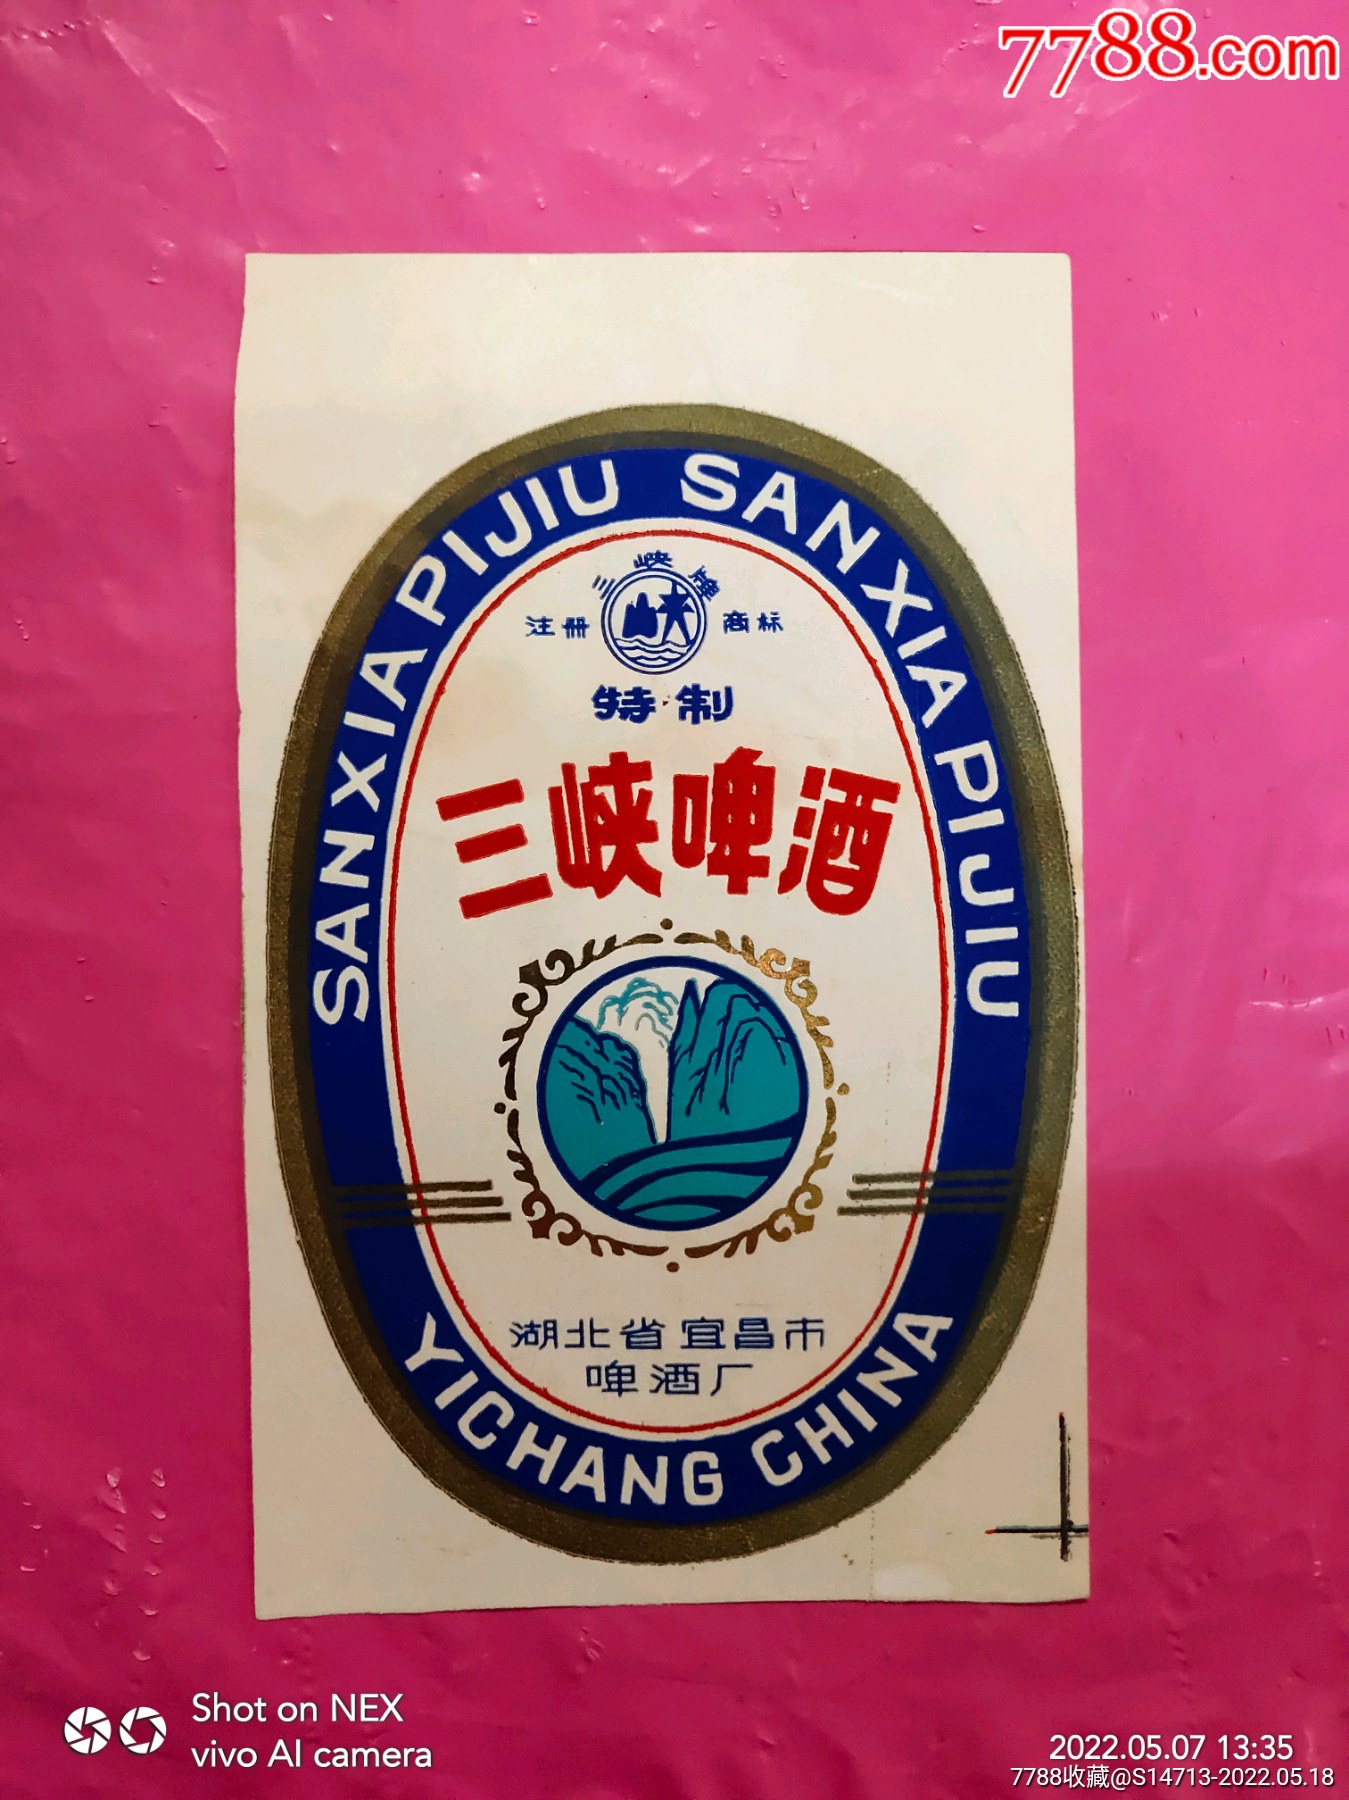 7788.com
SANXIA PIJIU SANXIA PIJIU
三峡牌
注册 商标
特制
三峡啤酒
湖北省宜昌市
啤酒厂
YICHANG CHINA
Shot on NEX
vivo AI camera
2022.05.07 13:35
7788收藏@S14713-2022.05.18